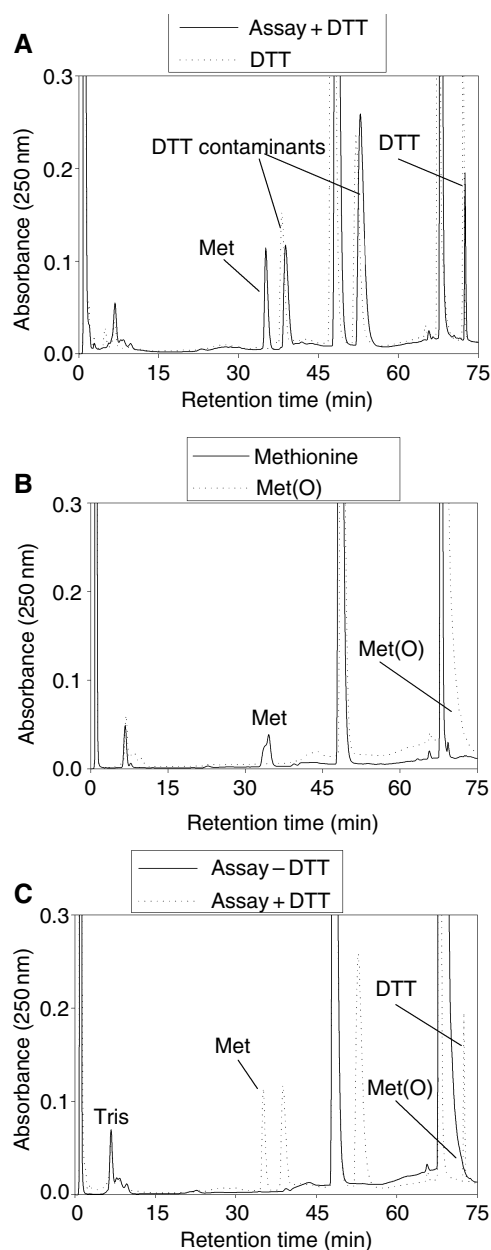 A
Assay + DTT
DTT
0.3
0.2
0.1
0.0
Absorbance (250 nm)
DTT contaminants
DTT
Met
0 15 30 45 60 75
Retention time (min)
B
Methionine
Met(O)
0.3
0.2
0.1
0.0
Absorbance (250 nm)
Met(O)
Met
0 15 30 45 60 75
Retention time (min)
C
Assay – DTT
Assay + DTT
0.3
0.2
0.1
0.0
Absorbance (250 nm)
DTT
Met
Met(O)
Tris
0 15 30 45 60 75
Retention time (min)